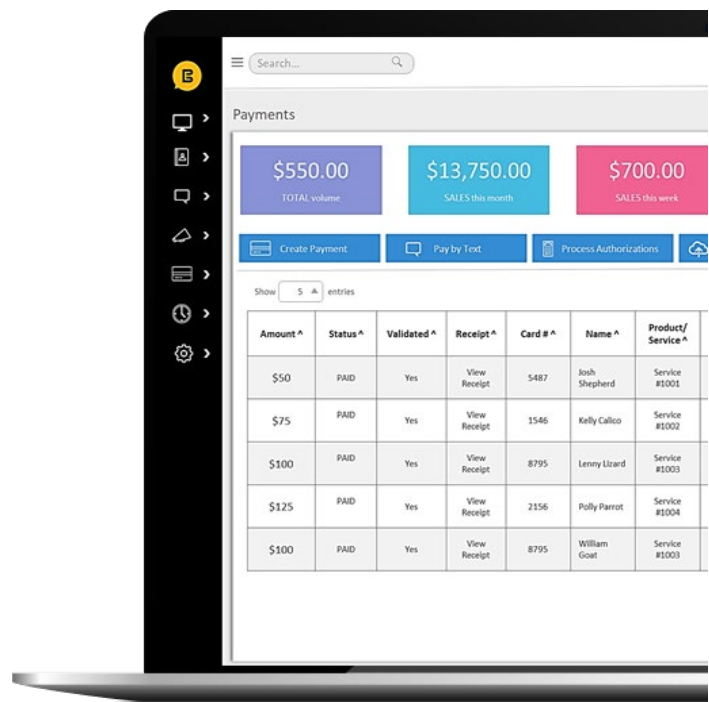 Search...
Payments
$550.00
TOTAL volume
$13,750.00
SALES this month
$700.00
SALES this week
Create Payment
Pay by Text
Process Authorizations
Show 5 entries
Amount ^ Status ^ Validated ^ Receipt ^ Card # ^ Name ^ Product/
Service ^
$50 PAID Yes View
Receipt 5487 Josh
Shepherd Service
#1001
$75 PAID Yes View
Receipt 1546 Kelly Calico Service
#1002
$100 PAID Yes View
Receipt 8795 Lenny Lizard Service
#1003
$125 PAID Yes View
Receipt 2156 Polly Parrot Service
#1004
$100 PAID Yes View
Receipt 8795 William
Goat Service
#1003